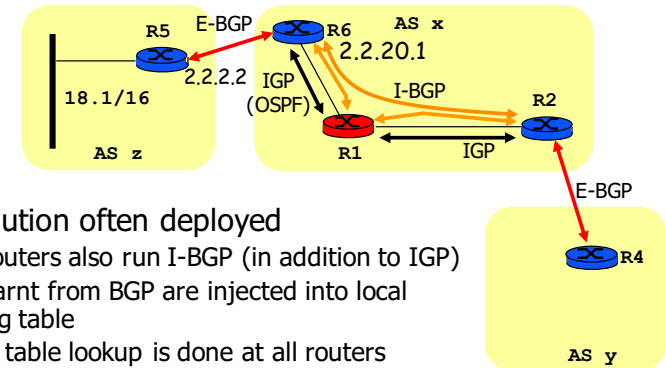 E-BGP
AS x
R5
R6
2.2.20.1
2.2.2.2
IGP
(OSPF)
I-BGP
18.1/16
R2
AS z
R1
IGP
E-BGP
ution often deployed
outers also run I-BGP (in addition to IGP)
R4
arnt from BGP are injected into local
g table
table lookup is done at all routers
AS y